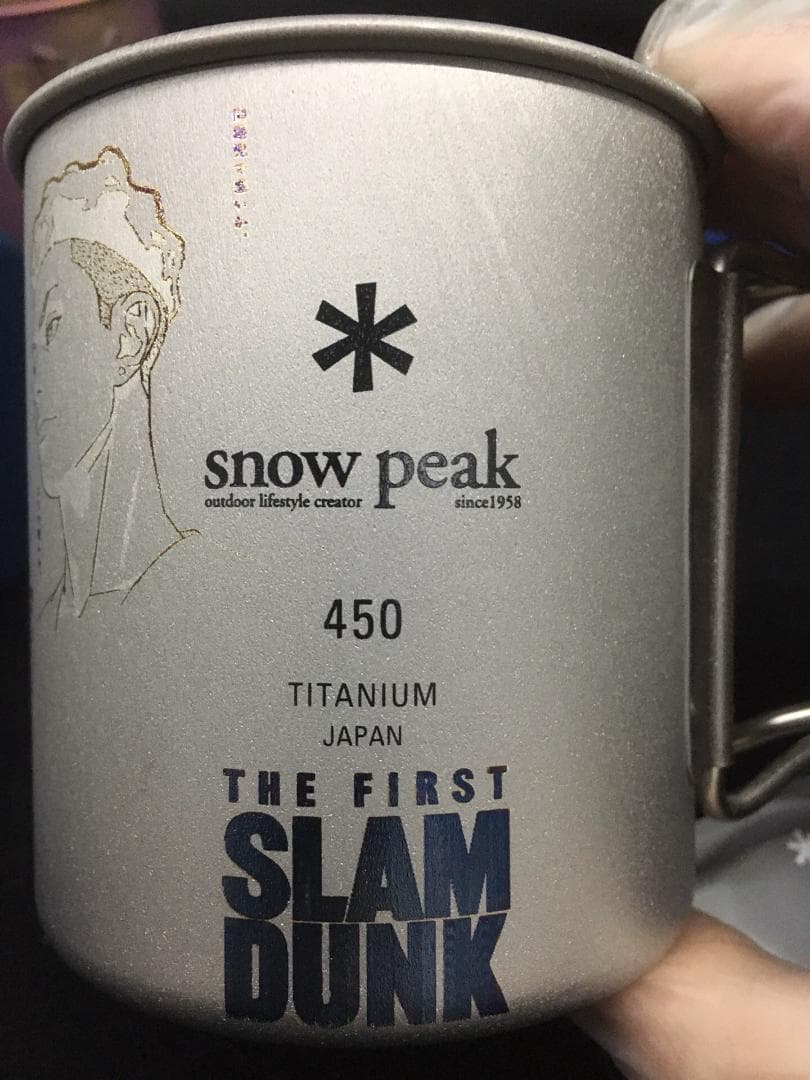 snow peak
outdoor lifestyle creator since1958
450
TITANIUM
JAPAN
THE FIRST
SLAM
DUNK